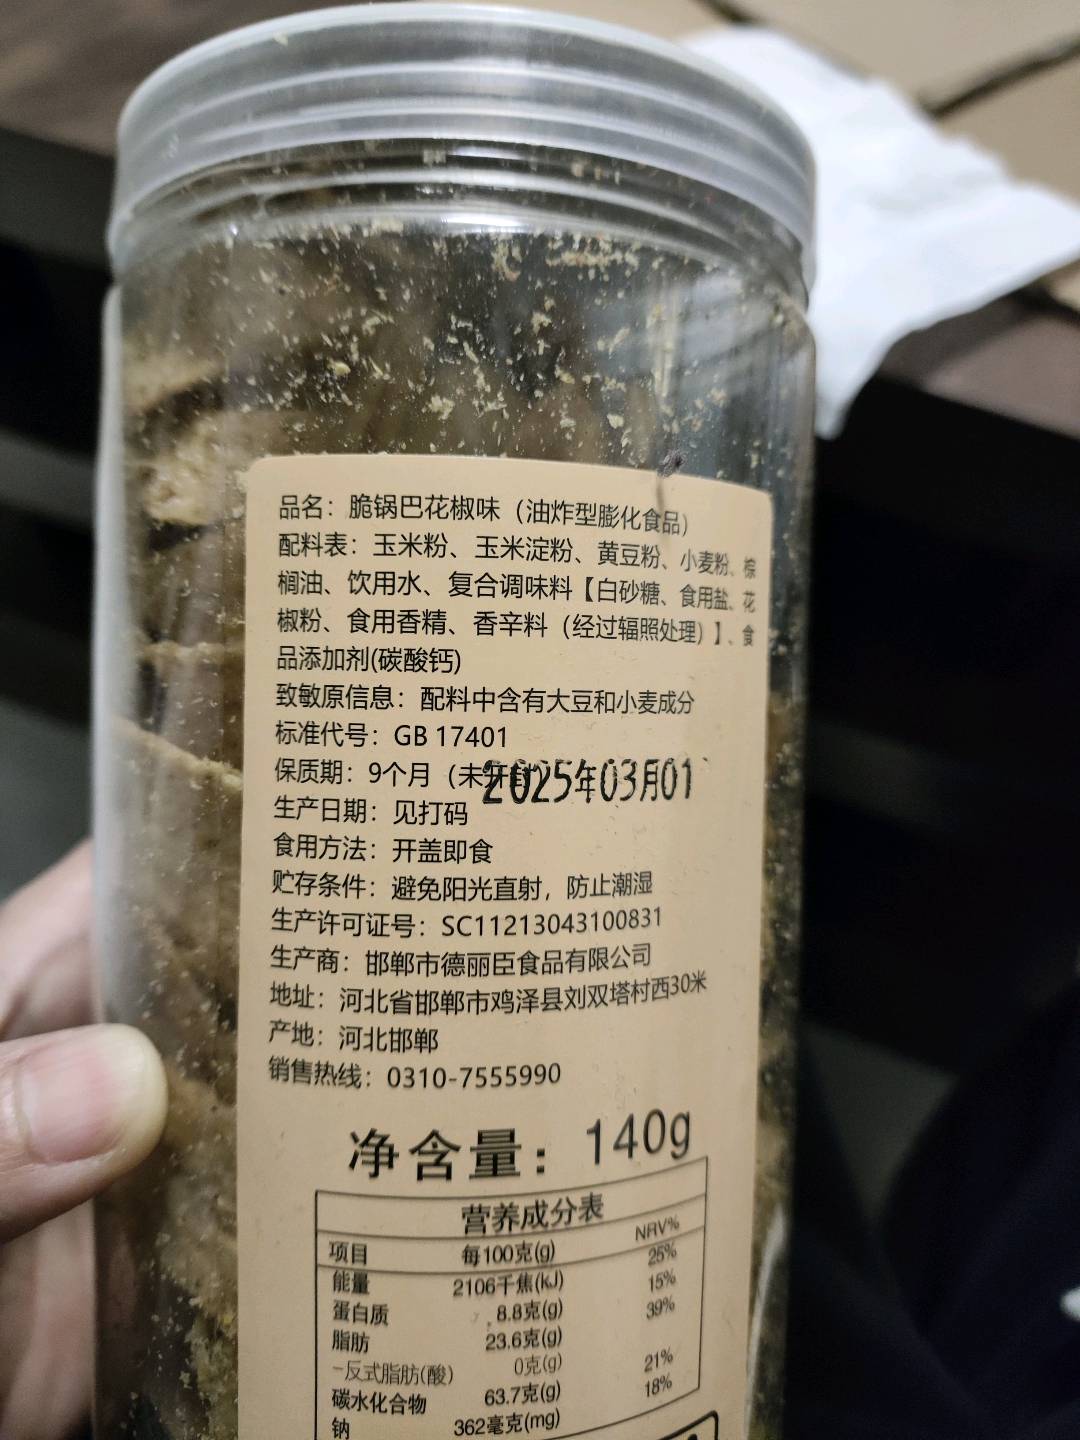 品名：脆锅巴花椒味（油炸型膨化食品）
配料表：玉米粉、玉米淀粉、黄豆粉、小麦粉、棕
榈油、饮用水、复合调味料【白砂糖、食用盐、花
椒粉、食用香精、香辛料（经过辐照处理）】、食
品添加剂(碳酸钙)
致敏原信息：配料中含有大豆和小麦成分
标准代号：GB 17401
保质期：9个月（未开封）
2025年03月01
生产日期：见打码
食用方法：开盖即食
贮存条件：避免阳光直射，防止潮湿
生产许可证号：SC11213043100831
生产商：邯郸市德丽臣食品有限公司
地址：河北省邯郸市鸡泽县刘双塔村西30米
产地：河北邯郸
销售热线：0310-7555990
净含量：140g
营养成分表
项目 每100克(g) NRV%
能量 2106千焦(kJ) 25%
蛋白质 8.8克(g) 15%
脂肪 23.6克(g) 39%
-反式脂肪(酸) 0克(g)
碳水化合物 63.7克(g) 21%
钠 362毫克(mg) 18%